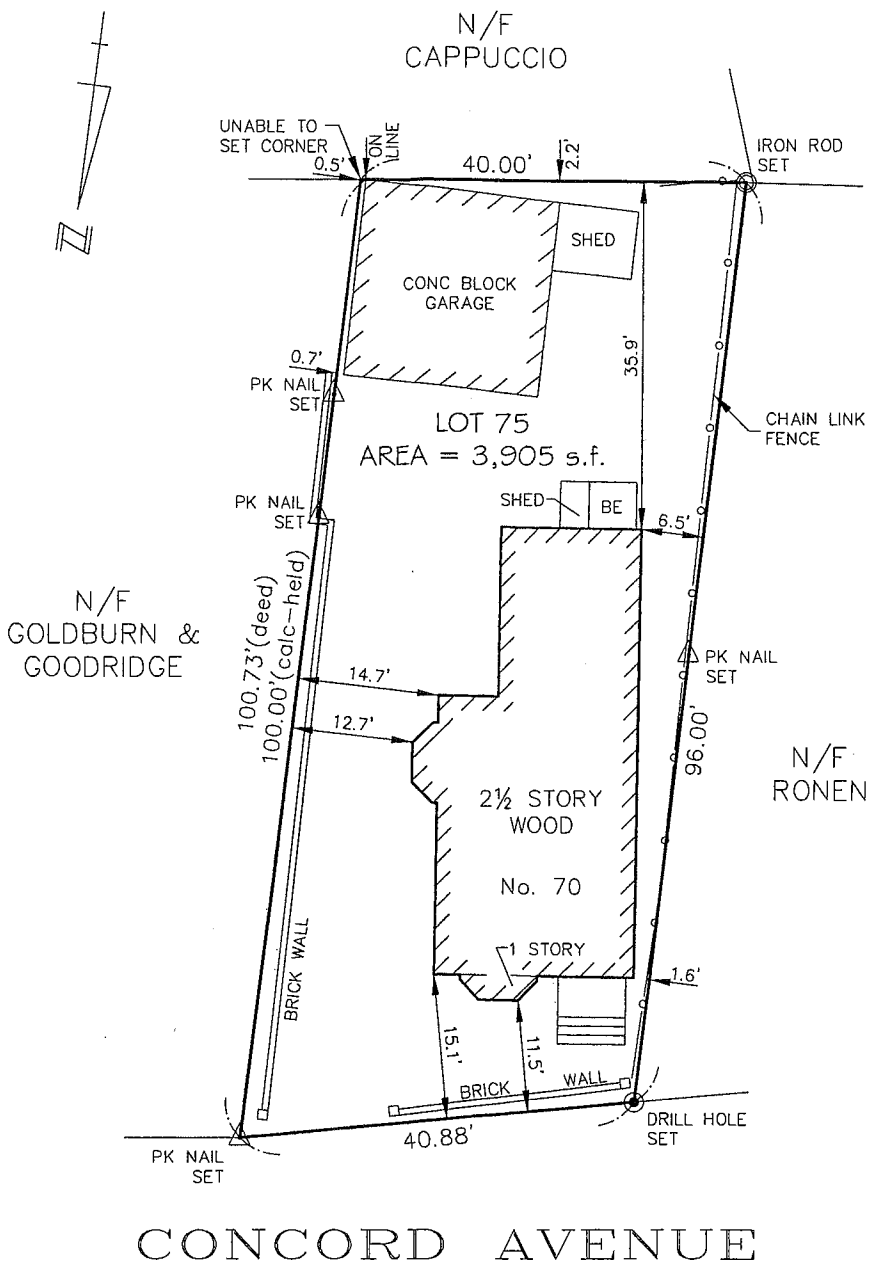 N/F
CAPPUCCIO
UNABLE TO
SET CORNER
ON
LINE
0.5'
40.00'
2.2'
IRON ROD
SET
N
SHED
CONC BLOCK
GARAGE
35.9'
0.7'
PK NAIL
SET
CHAIN LINK
FENCE
LOT 75
AREA = 3,905 s.f.
PK NAIL
SET
SHED
BE
6.5'
N/F
GOLDBURN &
GOODRIDGE
100.73'(deed)
100.00'(calc-held)
14.7'
12.7'
PK NAIL
SET
96.00'
N/F
RONEN
2½ STORY
WOOD
No. 70
BRICK WALL
1 STORY
1.6'
15.1'
11.5'
BRICK WALL
40.88'
DRILL HOLE
SET
PK NAIL
SET
CONCORD AVENUE